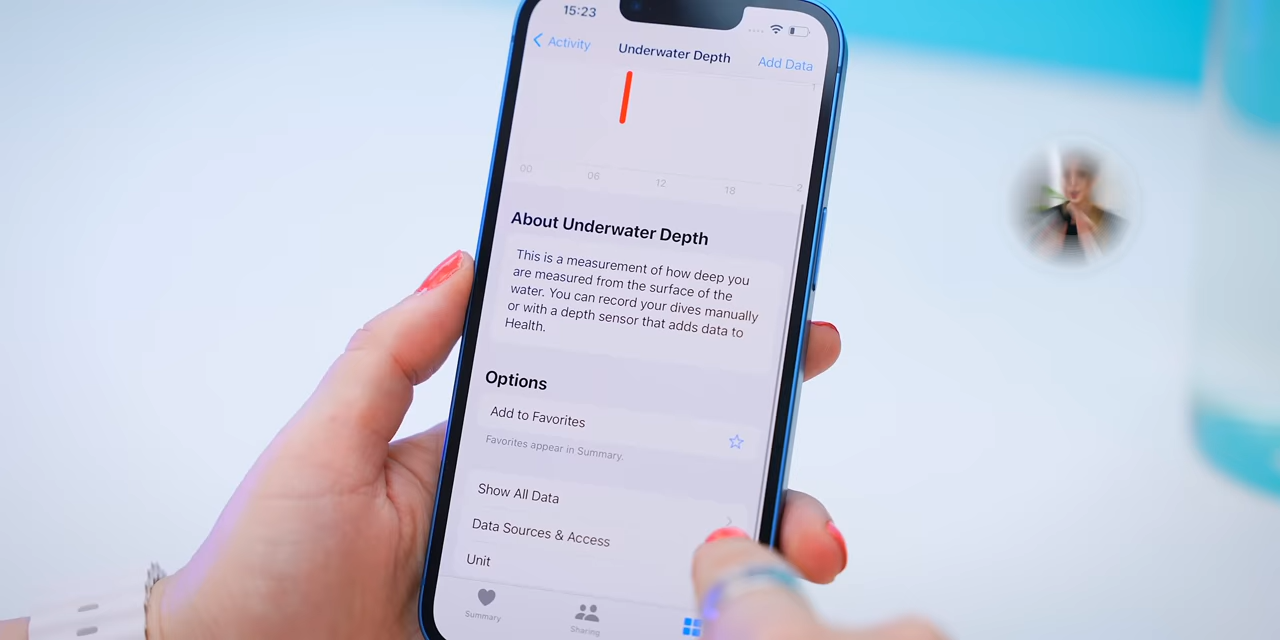 15:23
Activity
Underwater Depth
Add Data
00 06 12 18 2
About Underwater Depth
This is a measurement of how deep you
are measured from the surface of the
water. You can record your dives manually
or with a depth sensor that adds data to
Health.
Options
Add to Favorites
Favorites appear in Summary.
Show All Data
Data Sources & Access
Unit
Summary
Sharing